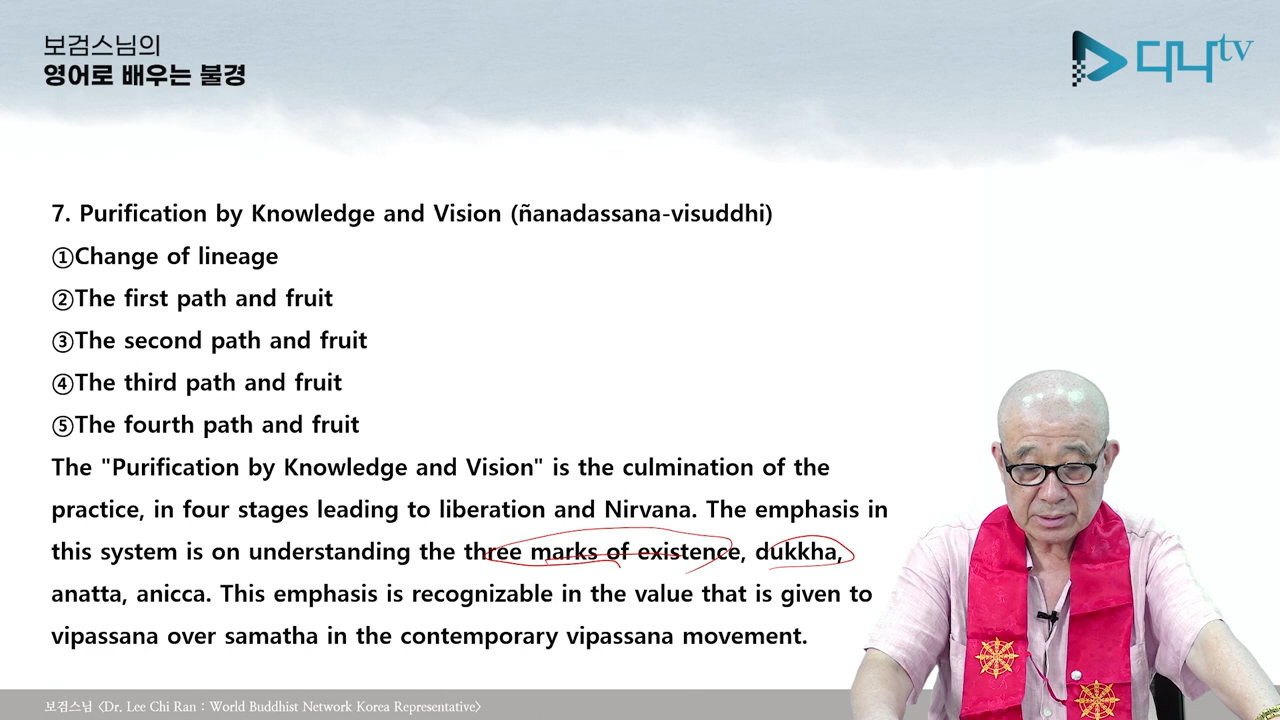 보검스님의
영어로 배우는 불경
다나tv
7. Purification by Knowledge and Vision (ñanadassana-visuddhi)
①Change of lineage
②The first path and fruit
③The second path and fruit
④The third path and fruit
⑤The fourth path and fruit
The "Purification by Knowledge and Vision" is the culmination of the
practice, in four stages leading to liberation and Nirvana. The emphasis in
this system is on understanding the three marks of existence, dukkha,
anatta, anicca. This emphasis is recognizable in the value that is given to
vipassana over samatha in the contemporary vipassana movement.
보검스님 <Dr. Lee Chi Ran : World Buddhist Network Korea Representative>